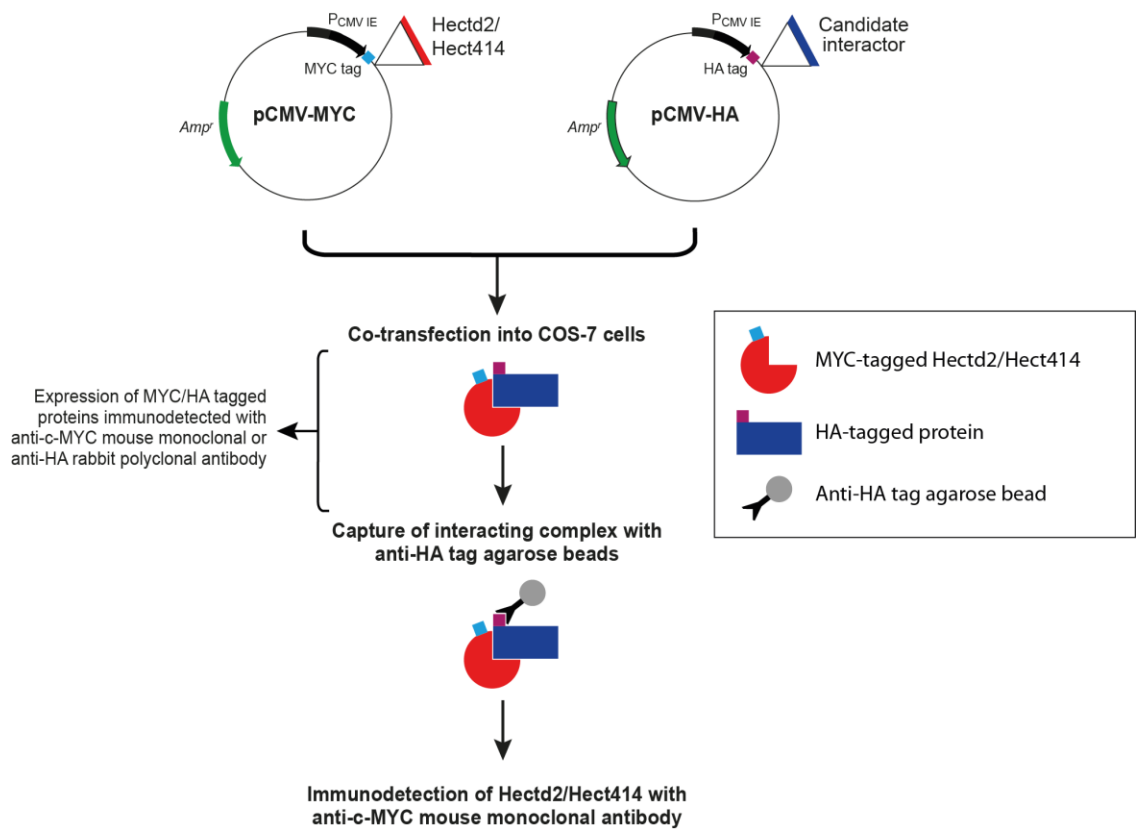 PCMV IE
Hectd2/
Hect414
MYC tag
pCMV-MYC
Ampr
PCMV IE
Candidate
interactor
HA tag
pCMV-HA
Ampr
Co-transfection into COS-7 cells
Expression of MYC/HA tagged
proteins immunodetected with
anti-c-MYC mouse monoclonal or
anti-HA rabbit polyclonal antibody
MYC-tagged Hectd2/Hect414
HA-tagged protein
Anti-HA tag agarose bead
Capture of interacting complex with
anti-HA tag agarose beads
Immunodetection of Hectd2/Hect414 with
anti-c-MYC mouse monoclonal antibody